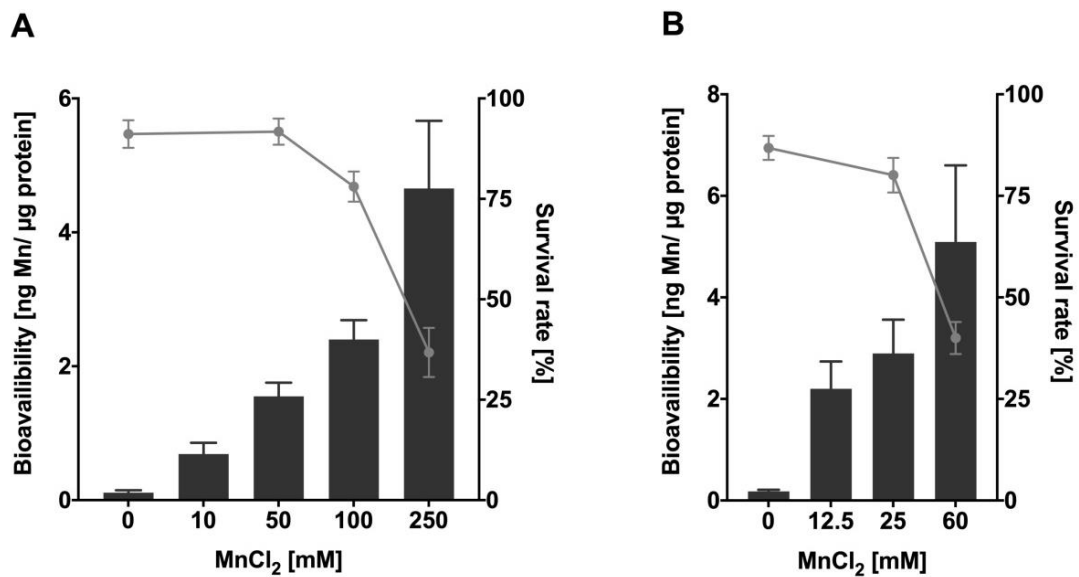 A
Bioavailibility [ng Mn/ µg protein]
6
4
2
0
100
75
50
25
0
Survival rate [%]
0 10 50 100 250
MnCl₂ [mM]
B
Bioavailibility [ng Mn/ µg protein]
8
6
4
2
0
100
75
50
25
0
Survival rate [%]
0 12.5 25 60
MnCl₂ [mM]